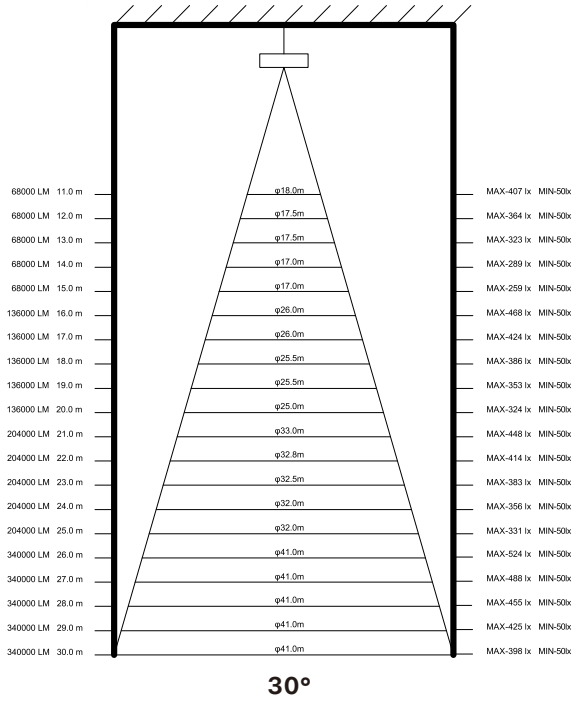 68000 LM 11.0 m φ18.0m MAX-407 lx MIN-50lx
68000 LM 12.0 m φ17.5m MAX-364 lx MIN-50lx
68000 LM 13.0 m φ17.5m MAX-323 lx MIN-50lx
68000 LM 14.0 m φ17.0m MAX-289 lx MIN-50lx
68000 LM 15.0 m φ17.0m MAX-259 lx MIN-50lx
136000 LM 16.0 m φ26.0m MAX-468 lx MIN-50lx
136000 LM 17.0 m φ26.0m MAX-424 lx MIN-50lx
136000 LM 18.0 m φ25.5m MAX-386 lx MIN-50lx
136000 LM 19.0 m φ25.5m MAX-353 lx MIN-50lx
136000 LM 20.0 m φ25.0m MAX-324 lx MIN-50lx
204000 LM 21.0 m φ33.0m MAX-448 lx MIN-50lx
204000 LM 22.0 m φ32.8m MAX-414 lx MIN-50lx
204000 LM 23.0 m φ32.5m MAX-383 lx MIN-50lx
204000 LM 24.0 m φ32.0m MAX-356 lx MIN-50lx
204000 LM 25.0 m φ32.0m MAX-331 lx MIN-50lx
340000 LM 26.0 m φ41.0m MAX-524 lx MIN-50lx
340000 LM 27.0 m φ41.0m MAX-488 lx MIN-50lx
340000 LM 28.0 m φ41.0m MAX-455 lx MIN-50lx
340000 LM 29.0 m φ41.0m MAX-425 lx MIN-50lx
340000 LM 30.0 m φ41.0m MAX-398 lx MIN-50lx
30°